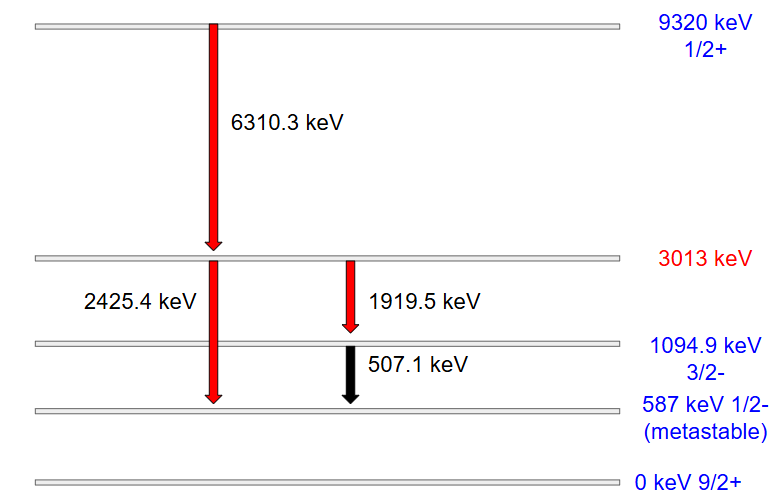 9320 keV
1/2+
6310.3 keV
3013 keV
2425.4 keV
1919.5 keV
1094.9 keV
3/2-
507.1 keV
587 keV 1/2-
(metastable)
0 keV 9/2+